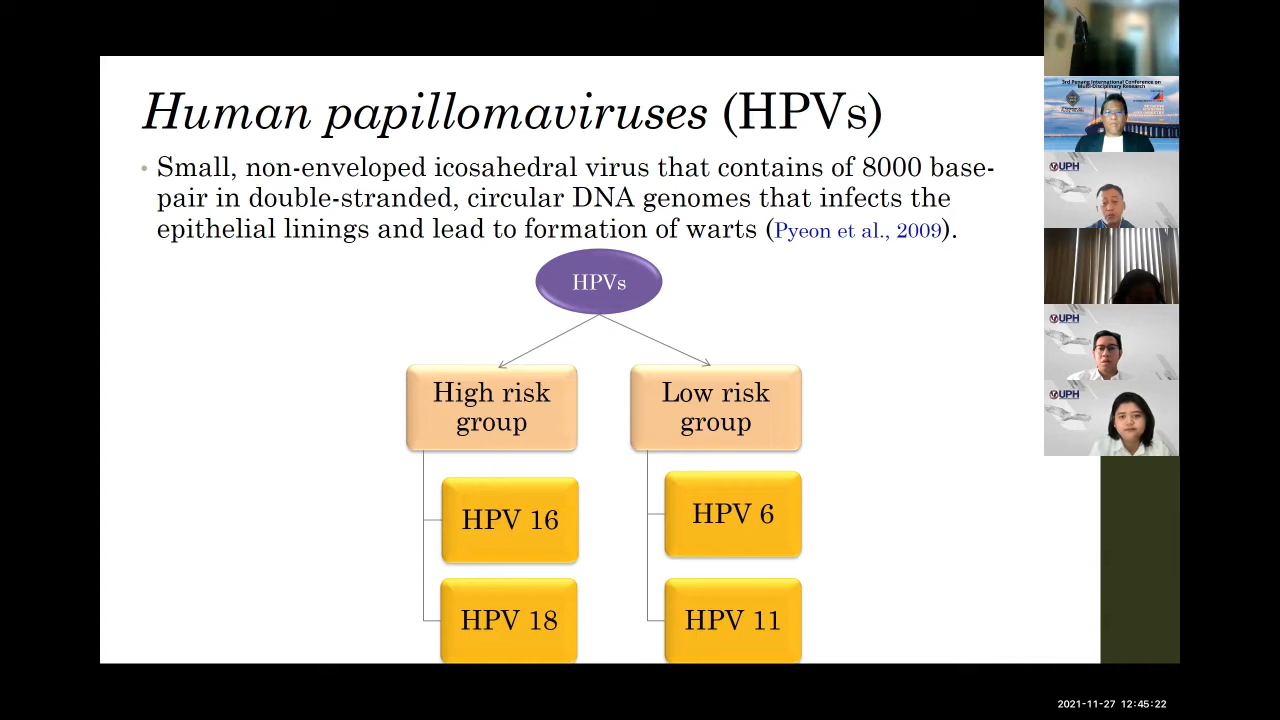 Human papillomaviruses (HPVs)
• Small, non-enveloped icosahedral virus that contains of 8000 base-
pair in double-stranded, circular DNA genomes that infects the
epithelial linings and lead to formation of warts (Pyeon et al., 2009).
HPVs
High risk
group
Low risk
group
HPV 16
HPV 6
HPV 18
HPV 11
3rd Penang International Conference on
Multi-Disciplinary Research
UPH
UPH
UPH
2021-11-27 12:45:22